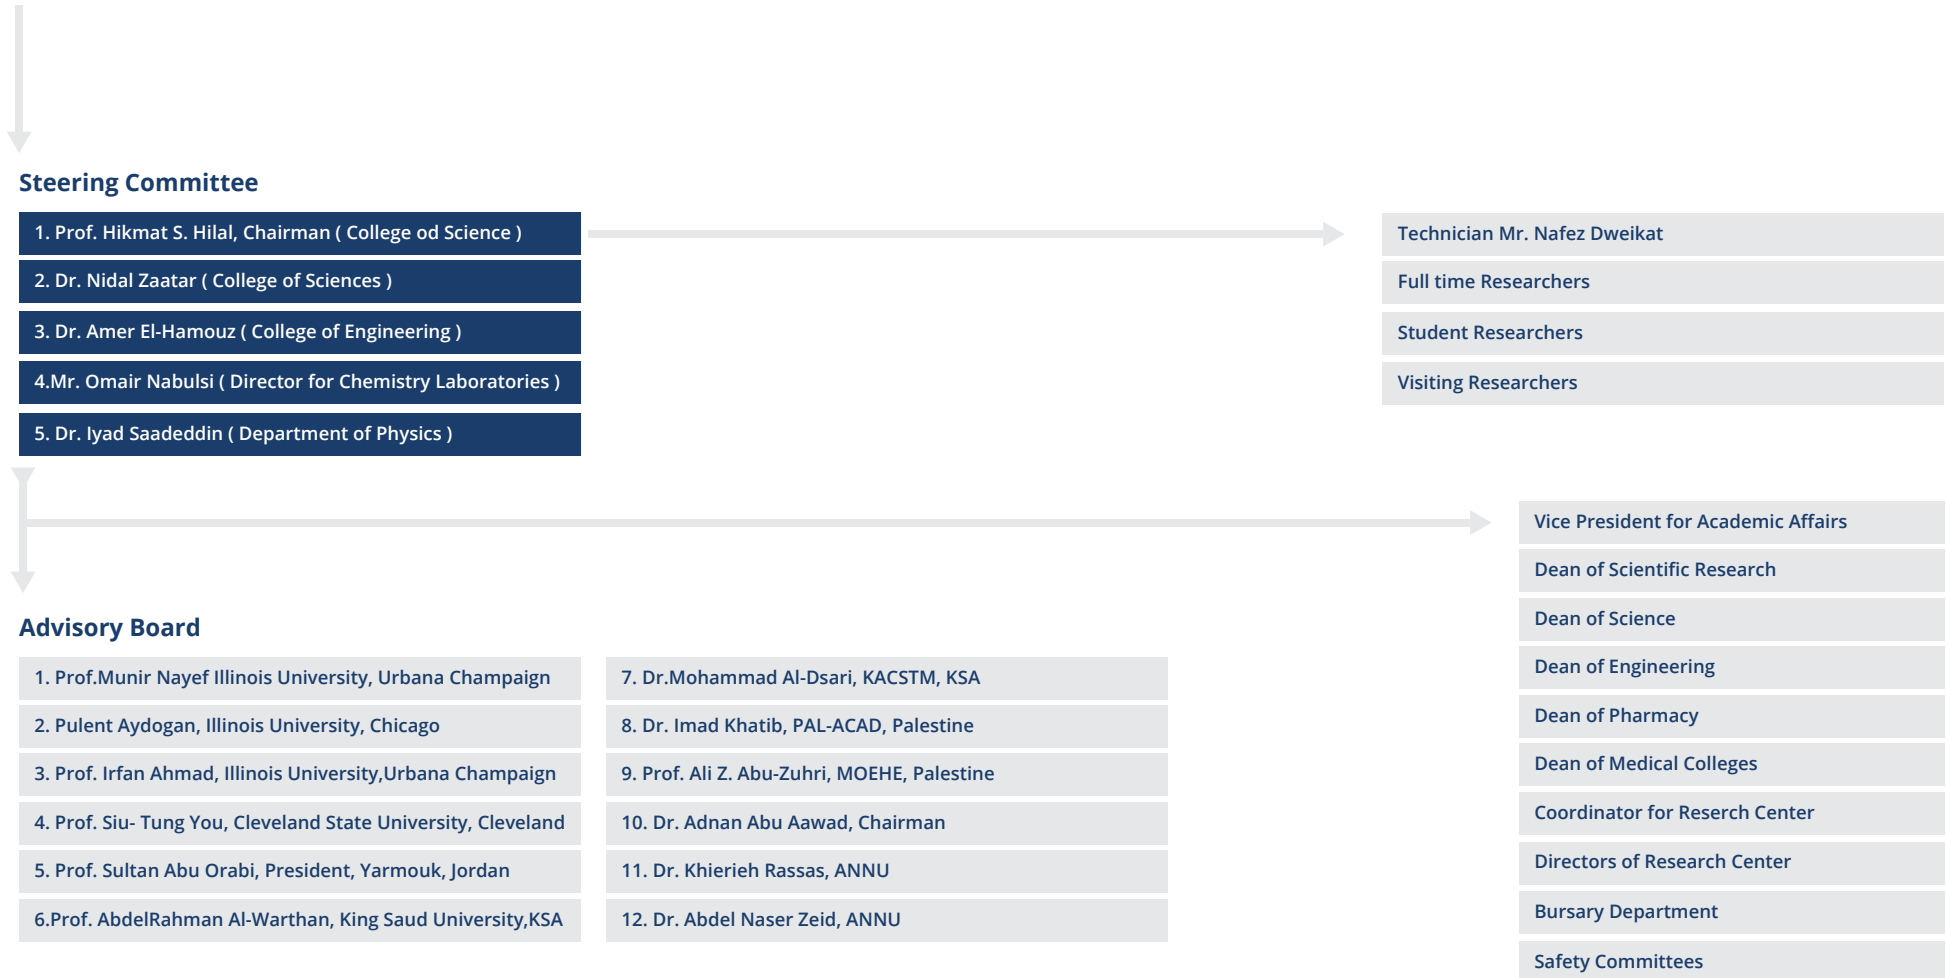 Steering Committee
1. Prof. Hikmat S. Hilal, Chairman ( College od Science )
2. Dr. Nidal Zaatar ( College of Sciences )
3. Dr. Amer El-Hamouz ( College of Engineering )
4.Mr. Omair Nabulsi ( Director for Chemistry Laboratories )
5. Dr. Iyad Saadeddin ( Department of Physics )
Technician Mr. Nafez Dweikat
Full time Researchers
Student Researchers
Visiting Researchers
Advisory Board
1. Prof.Munir Nayef Illinois University, Urbana Champaign
2. Pulent Aydogan, Illinois University, Chicago
3. Prof. Irfan Ahmad, Illinois University,Urbana Champaign
4. Prof. Siu- Tung You, Cleveland State University, Cleveland
5. Prof. Sultan Abu Orabi, President, Yarmouk, Jordan
6.Prof. AbdelRahman Al-Warthan, King Saud University,KSA
7. Dr.Mohammad Al-Dsari, KACSTM, KSA
8. Dr. Imad Khatib, PAL-ACAD, Palestine
9. Prof. Ali Z. Abu-Zuhri, MOEHE, Palestine
10. Dr. Adnan Abu Aawad, Chairman
11. Dr. Khierieh Rassas, ANNU
12. Dr. Abdel Naser Zeid, ANNU
Vice President for Academic Affairs
Dean of Scientific Research
Dean of Science
Dean of Engineering
Dean of Pharmacy
Dean of Medical Colleges
Coordinator for Reserch Center
Directors of Research Center
Bursary Department
Safety Committees